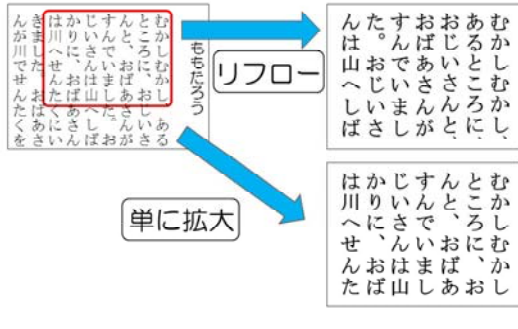 ももたろう
むかしむかし、ある
ところに、おじいさ
んと、おばあさんが
すんでいました。お
じいさんは山へしば
かりに、おばあさん
は川へせんたくにい
きました。おばあさ
んが川でせんたくを
リフロー
むかしむかし、
あるところに、
おじいさんと、
おばあさんが
すんでいまし
た。おじいさ
んは山へしば
単に拡大
むかしむかし
ところに、お
んと、おばあ
すんでいまし
じいさんは山
かりに、おば
は川へせんた